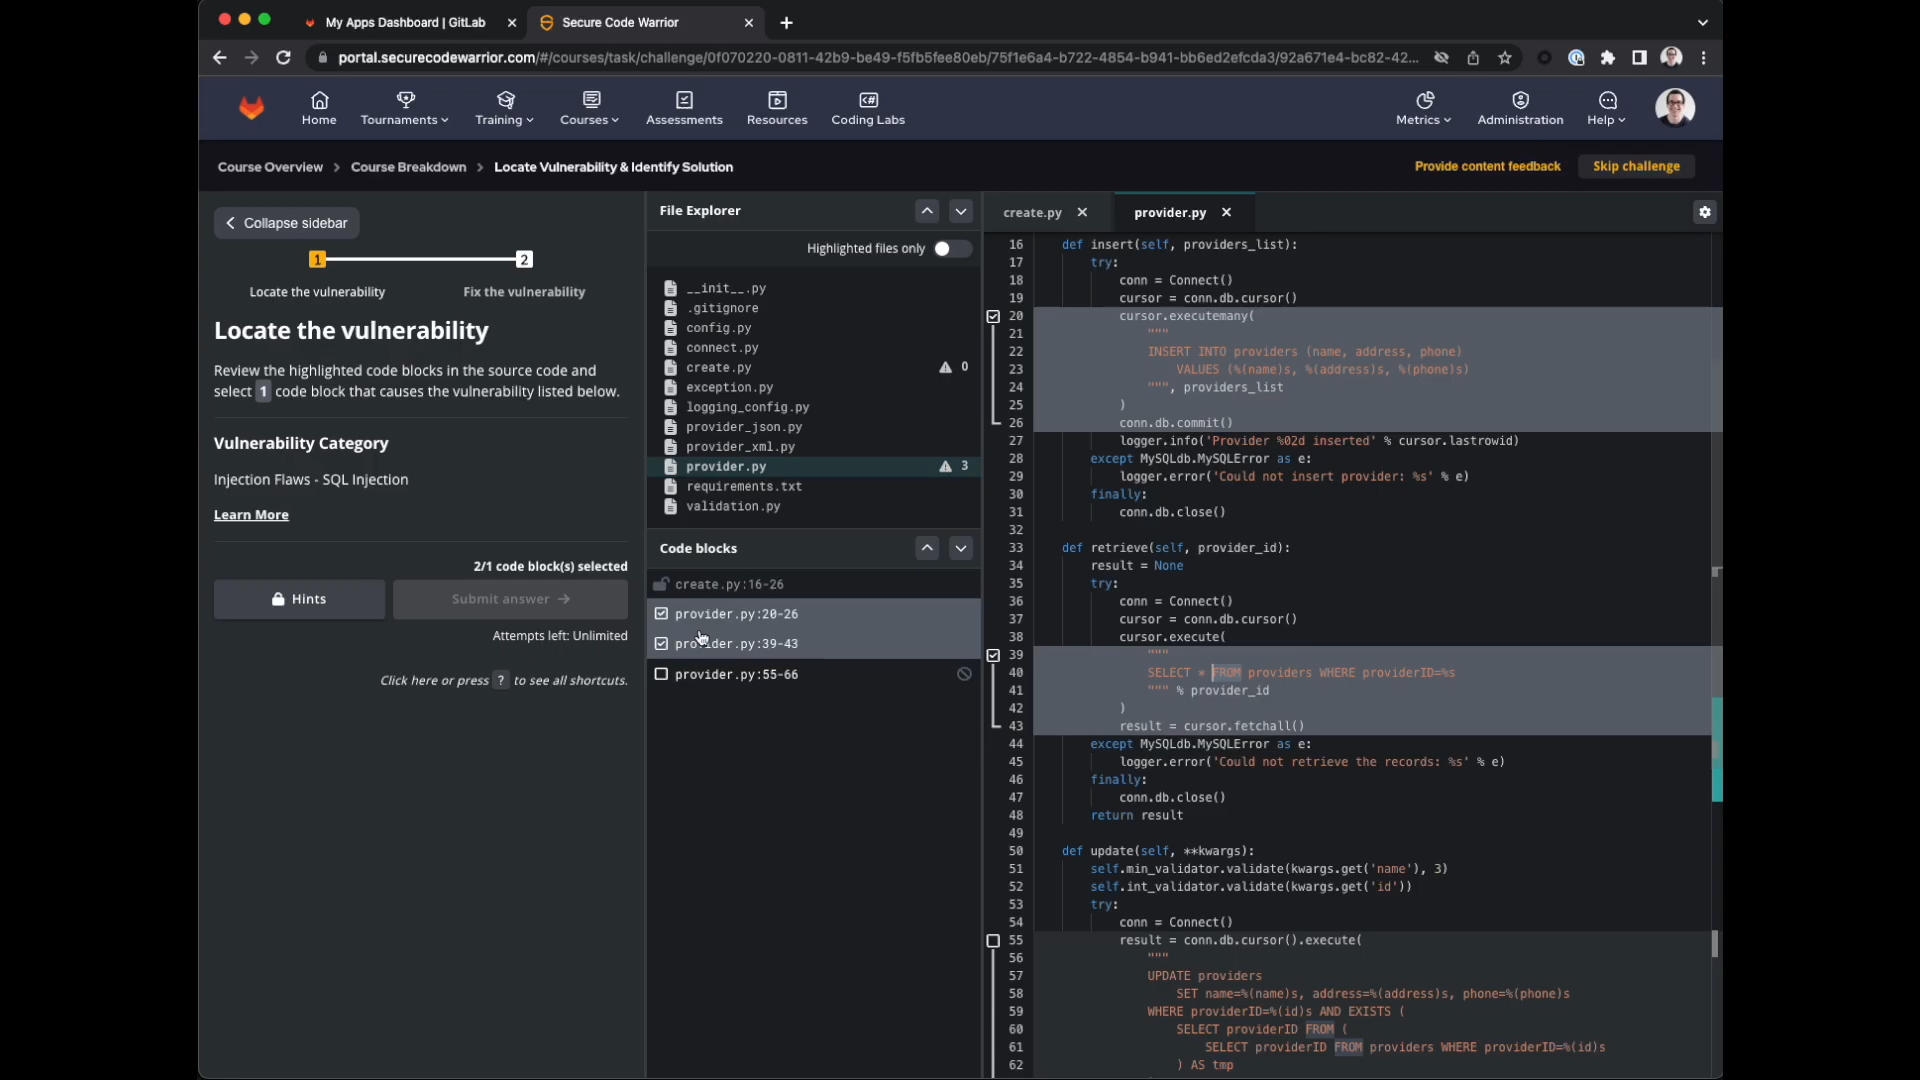 My Apps Dashboard | GitLab
Secure Code Warrior
portal.securecodewarrior.com/#/courses/task/challenge/0f070220-0811-42b9-be49-f5fb5fee80eb/75f1e6a4-b722-4854-b941-bb6ed2efcda3/92a671e4-bc82-42...
Home
Tournaments
Training
Courses
Assessments
Resources
Coding Labs
Metrics
Administration
Help
Course Overview > Course Breakdown > Locate Vulnerability & Identify Solution
Provide content feedback
Skip challenge
Collapse sidebar
1
2
Locate the vulnerability
Fix the vulnerability
Locate the vulnerability
Review the highlighted code blocks in the source code and
select 1 code block that causes the vulnerability listed below.
Vulnerability Category
Injection Flaws - SQL Injection
Learn More
2/1 code block(s) selected
Hints
Submit answer
Attempts left: Unlimited
Click here or press ? to see all shortcuts.
File Explorer
Highlighted files only
__init__.py
.gitignore
config.py
connect.py
create.py 0
exception.py
logging_config.py
provider_json.py
provider_xml.py
provider.py 3
requirements.txt
validation.py
Code blocks
create.py:16-26
provider.py:20-26
provider.py:39-43
provider.py:55-66
create.py
provider.py
16 def insert(self, providers_list):
17 try:
18 conn = Connect()
19 cursor = conn.db.cursor()
20 cursor.executemany(
21 """
22 INSERT INTO providers (name, address, phone)
23 VALUES (%(name)s, %(address)s, %(phone)s)
24 """, providers_list
25 )
26 conn.db.commit()
27 logger.info('Provider %02d inserted' % cursor.lastrowid)
28 except MySQLdb.MySQLError as e:
29 logger.error('Could not insert provider: %s' % e)
30 finally:
31 conn.db.close()
32
33 def retrieve(self, provider_id):
34 result = None
35 try:
36 conn = Connect()
37 cursor = conn.db.cursor()
38 cursor.execute(
39 """
40 SELECT * FROM providers WHERE providerID=%s
41 """ % provider_id
42 )
43 result = cursor.fetchall()
44 except MySQLdb.MySQLError as e:
45 logger.error('Could not retrieve the records: %s' % e)
46 finally:
47 conn.db.close()
48 return result
49
50 def update(self, **kwargs):
51 self.min_validator.validate(kwargs.get('name'), 3)
52 self.int_validator.validate(kwargs.get('id'))
53 try:
54 conn = Connect()
55 result = conn.db.cursor().execute(
56 """
57 UPDATE providers
58 SET name=%(name)s, address=%(address)s, phone=%(phone)s
59 WHERE providerID=%(id)s AND EXISTS (
60 SELECT providerID FROM (
61 SELECT providerID FROM providers WHERE providerID=%(id)s
62 ) AS tmp